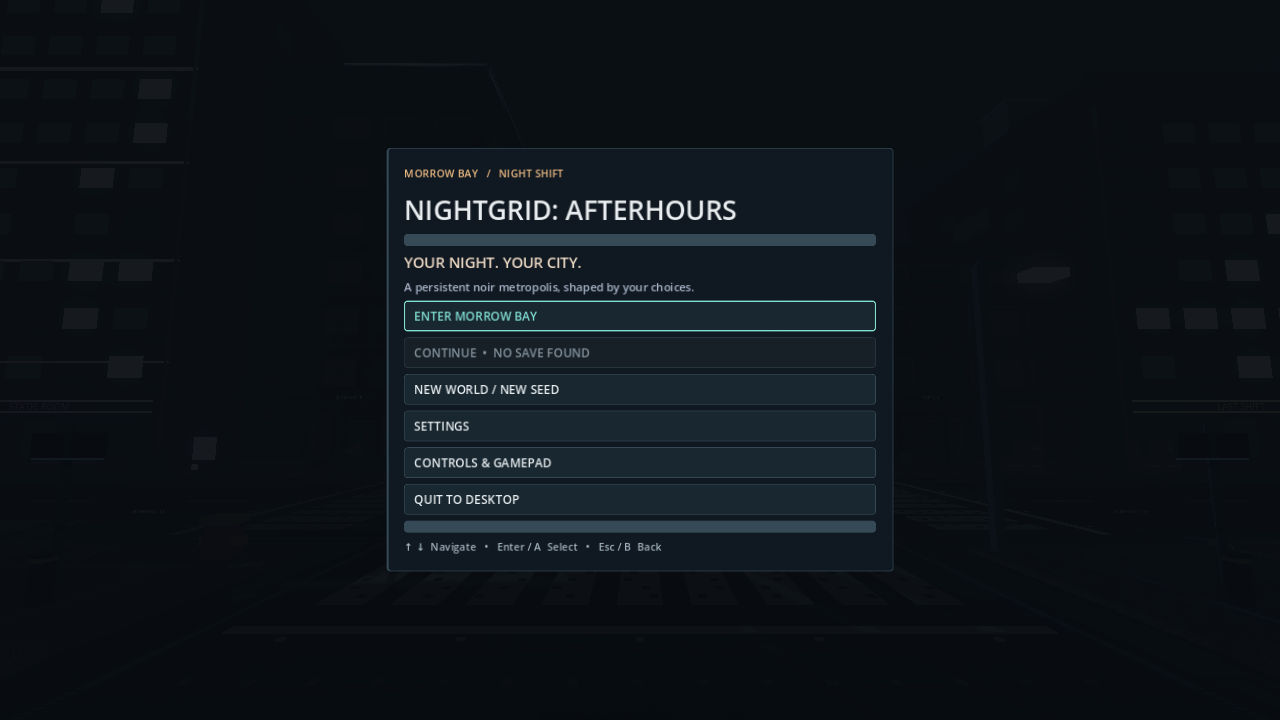 MORROW BAY / NIGHT SHIFT
NIGHTGRID: AFTERHOURS
YOUR NIGHT. YOUR CITY.
A persistent noir metropolis, shaped by your choices.
ENTER MORROW BAY
CONTINUE • NO SAVE FOUND
NEW WORLD / NEW SEED
SETTINGS
CONTROLS & GAMEPAD
QUIT TO DESKTOP
↑ ↓ Navigate • Enter / A Select • Esc / B Back